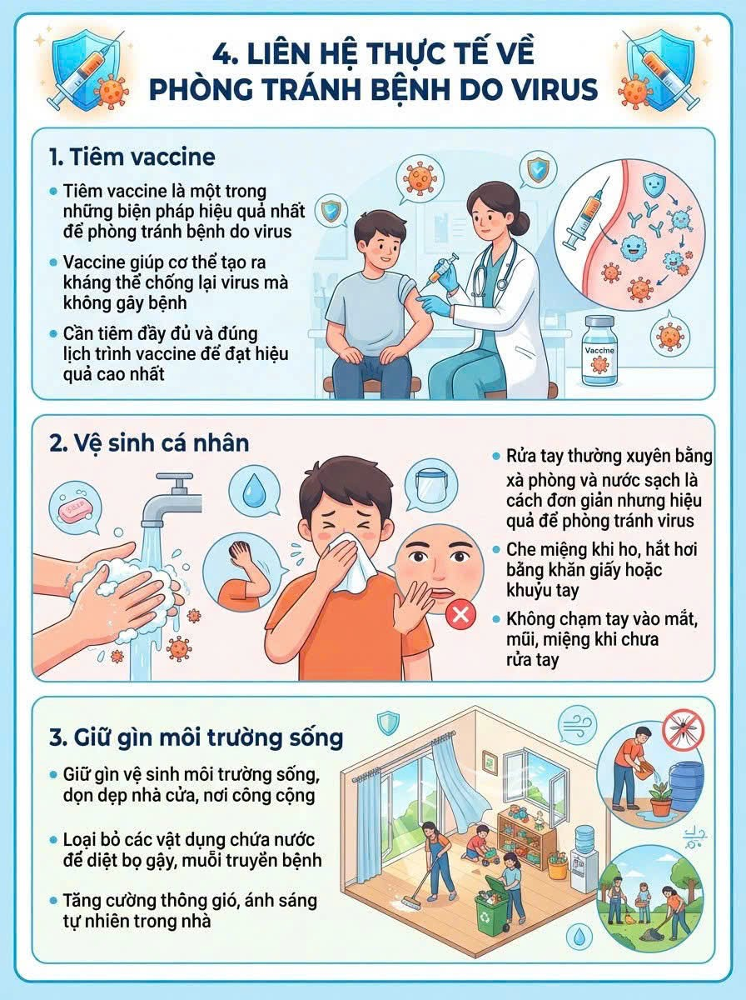 4. LIÊN HỆ THỰC TẾ VỀ
PHÒNG TRÁNH BỆNH DO VIRUS
1. Tiêm vaccine
Tiêm vaccine là một trong
những biện pháp hiệu quả nhất
để phòng tránh bệnh do virus
Vaccine giúp cơ thể tạo ra
kháng thể chống lại virus mà
không gây bệnh
Cần tiêm đầy đủ và đúng
lịch trình vaccine để đạt hiệu
quả cao nhất
Vaccne
2. Vệ sinh cá nhân
Rửa tay thường xuyên bằng
xà phòng và nước sạch là
cách đơn giản nhưng hiệu
quả để phòng tránh virus
Che miệng khi ho, hắt hơi
bảng khăn giấy hoặc
khuỷu tay
Không chạm tay vào mắt,
mũi, miệng khi chưa
rửa tay
3. Giữ gìn môi trường sống
Giữ gìn vệ sinh môi trường sống,
dọn dẹp nhà cửa, nơi công cộng
Loại bỏ các vật dụng chứa nước
để diệt bọ gậy, muỗi truyền bệnh
Tăng cường thông gió, ánh sáng
tự nhiên trong nhà